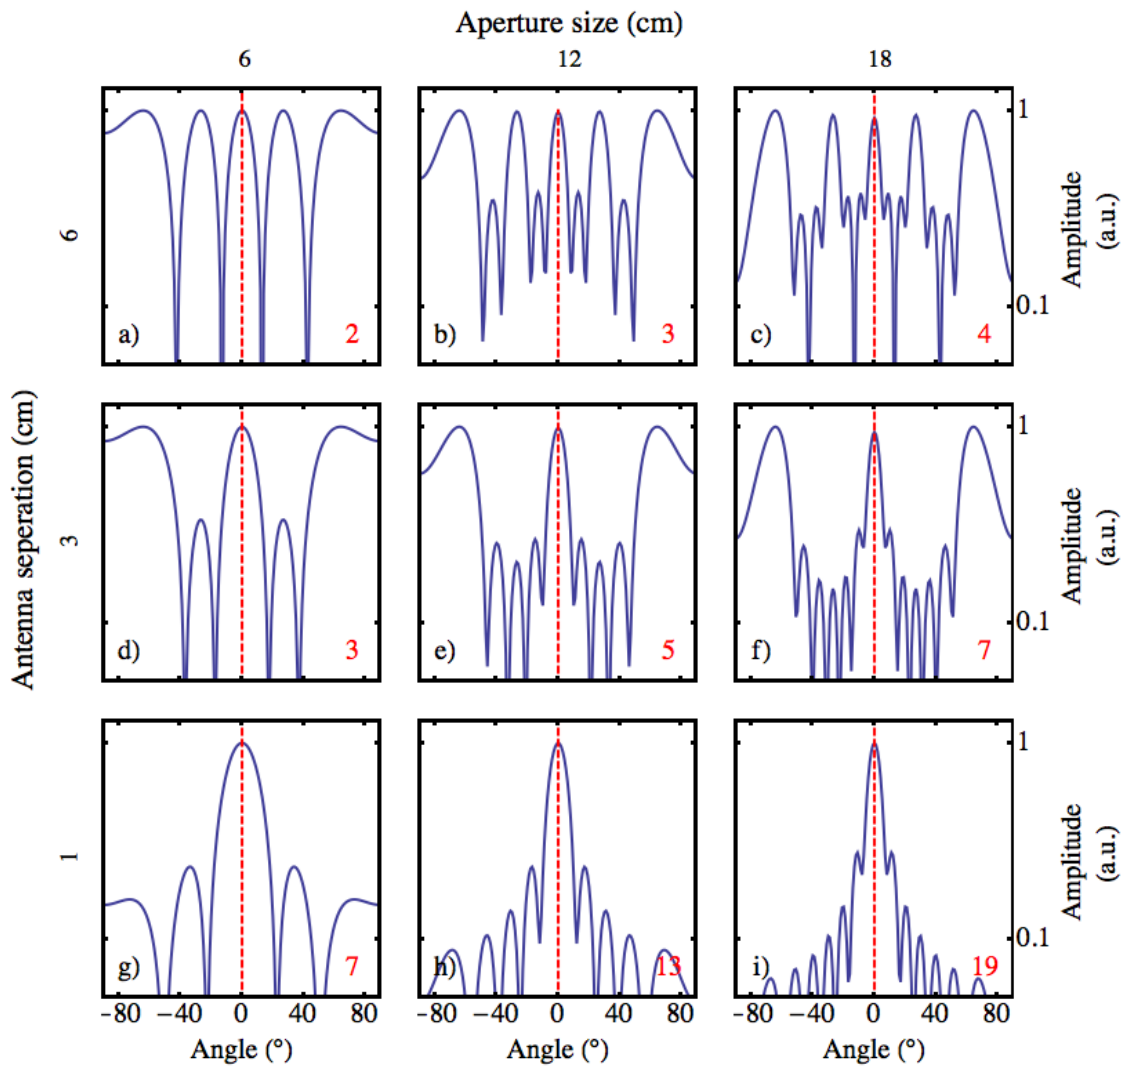 Aperture size (cm)
6 12 18
Antenna seperation (cm)
6
a) 2
b) 3
c) 4
1
0.1
Amplitude
(a.u.)
3
d) 3
e) 5
f) 7
1
0.1
Amplitude
(a.u.)
1
g) 7
h) 13
i) 19
1
0.1
Amplitude
(a.u.)
-80 -40 0 40 80
-80 -40 0 40 80
-80 -40 0 40 80
Angle (°)
Angle (°)
Angle (°)